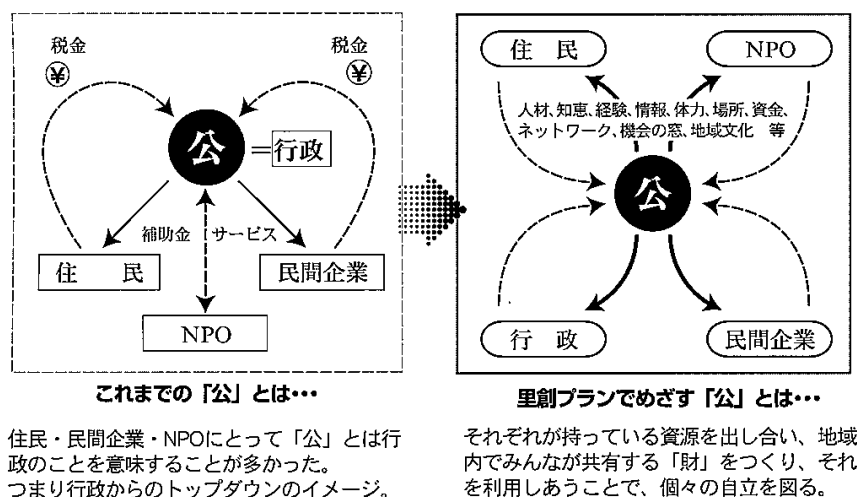 税金
¥
税金
¥
公
=行政
補助金
サービス
住 民
民間企業
NPO
これまでの「公」とは•••
住民・民間企業・NPOにとって「公」とは行
政のことを意味することが多かった。
つまり行政からのトップダウンのイメージ。
住 民
NPO
人材、知恵、経験、情報、体力、場所、資金、
ネットワーク、機会の窓、地域文化 等
公
行 政
民間企業
里創プランでめざす「公」とは•••
それぞれが持っている資源を出し合い、地域
内でみんなが共有する「財」をつくり、それ
を利用しあうことで、個々の自立を図る。